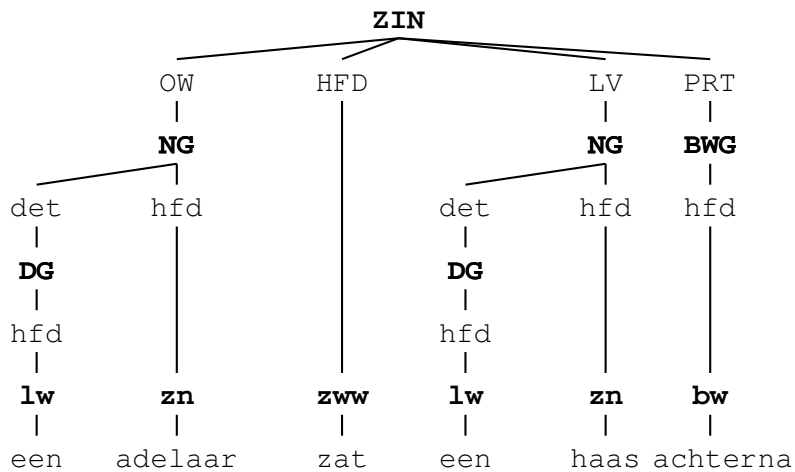 ZIN
OW HFD LV PRT
NG NG BWG
det hfd det hfd hfd
DG DG
hfd hfd
lw zn zww lw zn bw
een adelaar zat een haas achterna